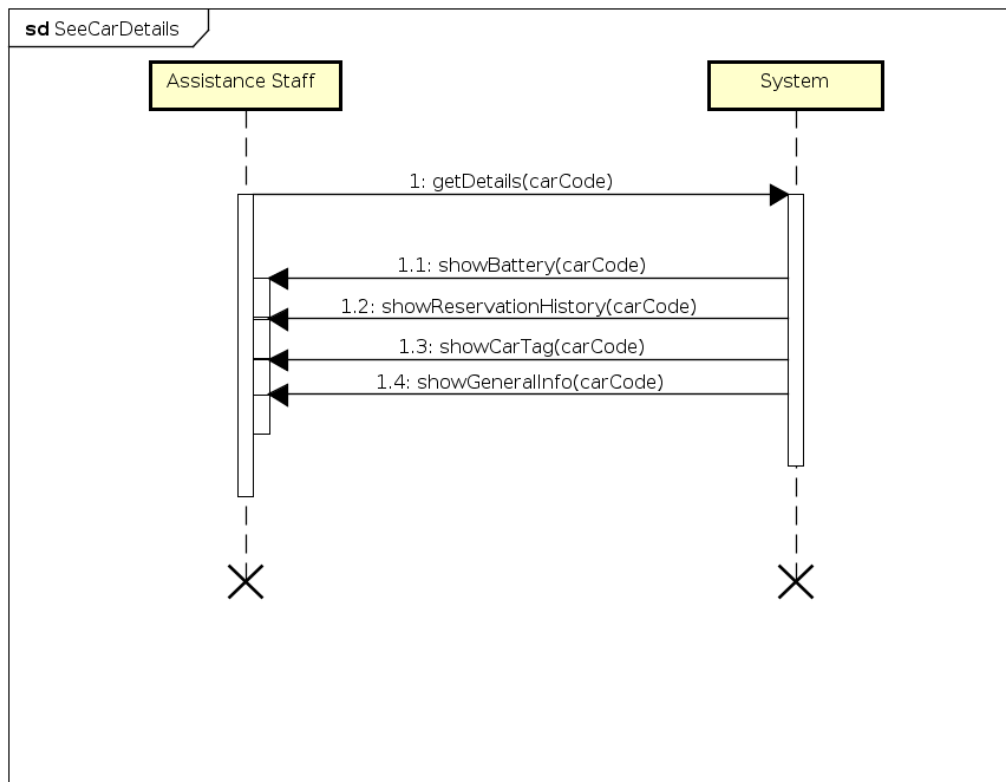 sd SeeCarDetails
Assistance Staff
System
1: getDetails(carCode)
1.1: showBattery(carCode)
1.2: showReservationHistory(carCode)
1.3: showCarTag(carCode)
1.4: showGeneralInfo(carCode)